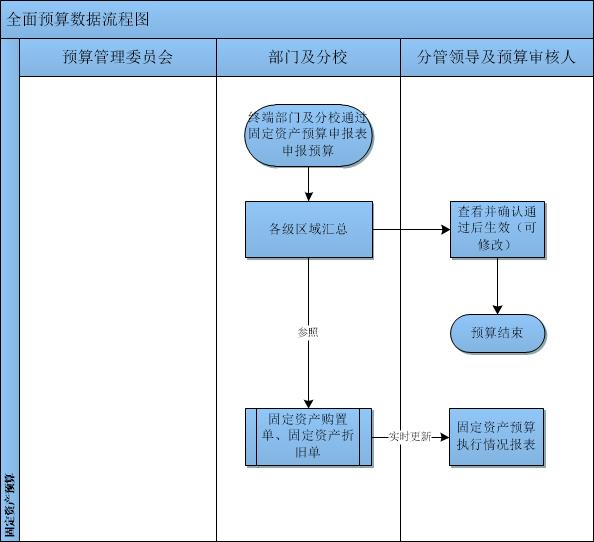 全面预算数据流程图
预算管理委员会
部门及分校
分管领导及预算审核人
终端部门及分校通过
固定资产预算申报表
申报预算
各级区域汇总
查看并确认通
过后生效（可
修改）
参照
预算结束
固定资产购置
单、固定资产折
旧单
实时更新
固定资产预算
执行情况报表
固定资产预算